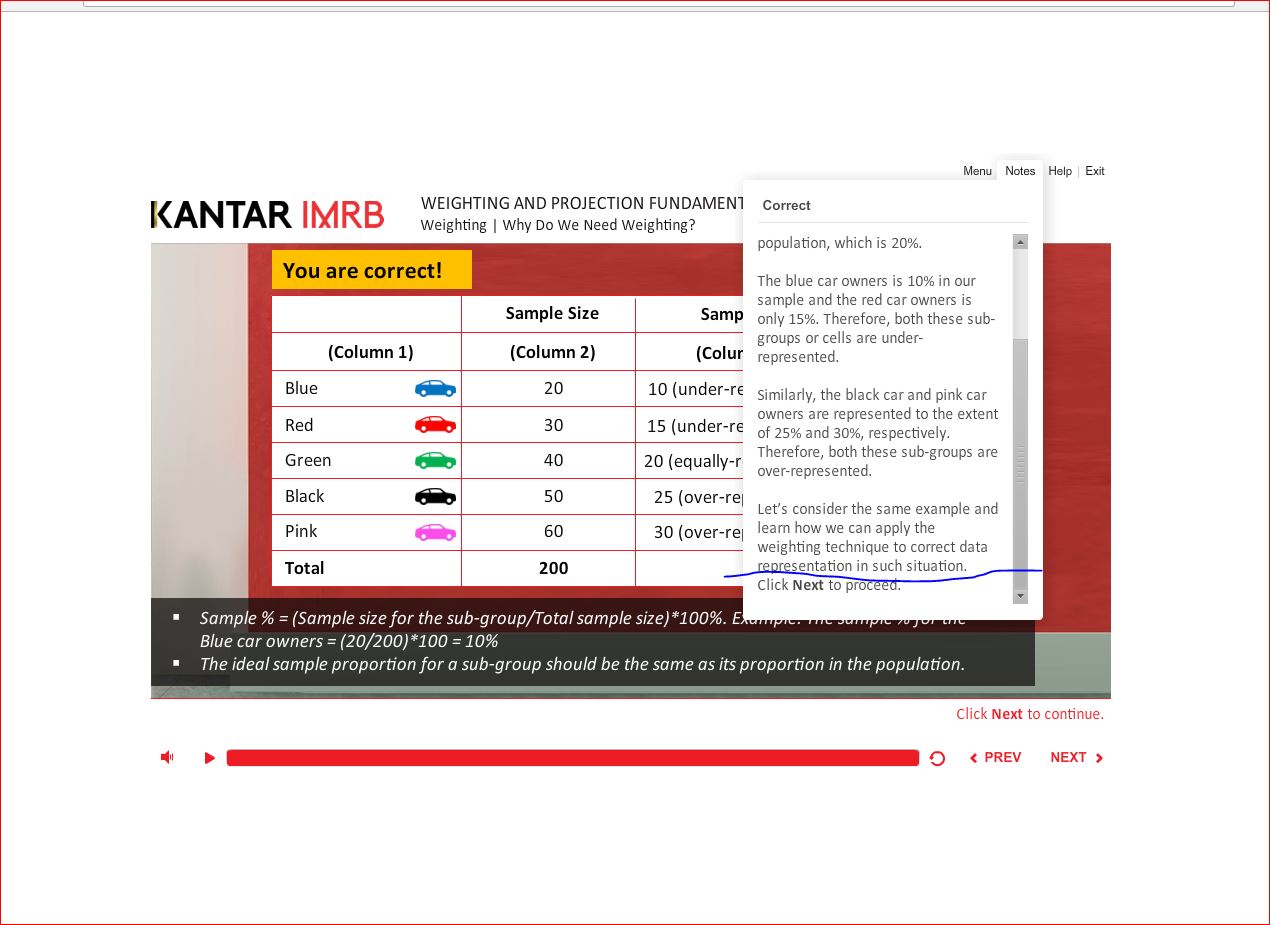 Menu Notes Help Exit
KANTAR IMRB
WEIGHTING AND PROJECTION FUNDAMENT
Weighting | Why Do We Need Weighting?
You are correct!
Sample Size Samp
(Column 1) (Column 2) (Colu
Blue 20 10 (under-re
Red 30 15 (under-re
Green 40 20 (equally-r
Black 50 25 (over-rep
Pink 60 30 (over-rep
Total 200
Correct
population, which is 20%.
The blue car owners is 10% in our
sample and the red car owners is
only 15%. Therefore, both these sub-
groups or cells are under-
represented.
Similarly, the black car and pink car
owners are represented to the extent
of 25% and 30%, respectively.
Therefore, both these sub-groups are
over-represented.
Let’s consider the same example and
learn how we can apply the
weighting technique to correct data
representation in such situation.
Click Next to proceed.
▪ Sample % = (Sample size for the sub-group/Total sample size)*100%. Example: The sample % for the
Blue car owners = (20/200)*100 = 10%
▪ The ideal sample proportion for a sub-group should be the same as its proportion in the population.
Click Next to continue.
PREV NEXT